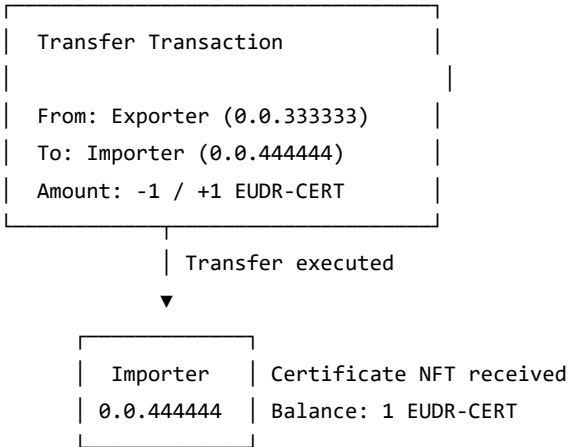 Transfer Transaction
From: Exporter (0.0.333333)
To: Importer (0.0.444444)
Amount: -1 / +1 EUDR-CERT
Transfer executed
Importer
Certificate NFT received
0.0.444444
Balance: 1 EUDR-CERT